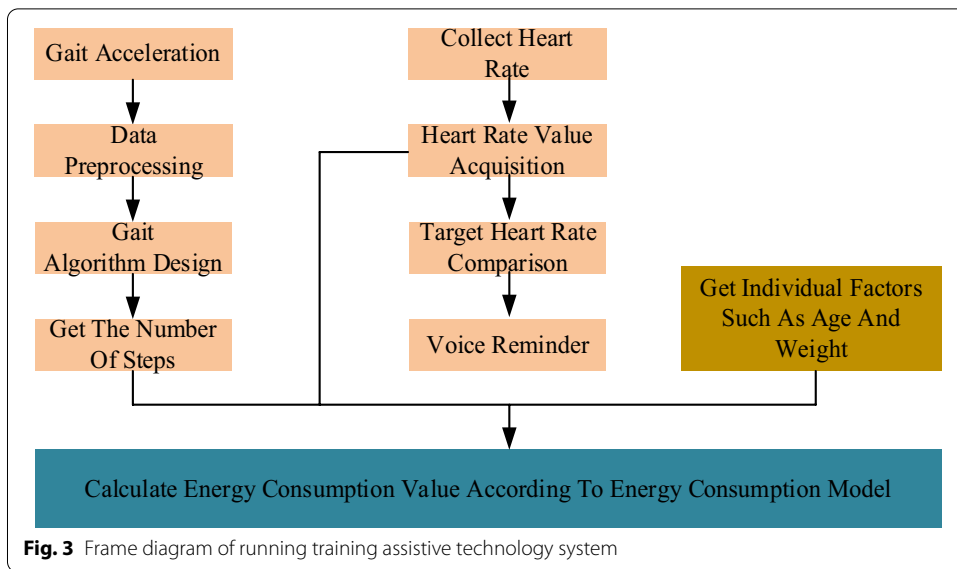 Gait Acceleration
Data
Preprocessing
Gait
Algorithm Design
Get The Number
Of Steps
Collect Heart
Rate
Heart Rate Value
Acquisition
Target Heart Rate
Comparison
Voice Reminder
Get Individual Factors
Such As Age And
Weight
Calculate Energy Consumption Value According To Energy Consumption Model
Fig. 3 Frame diagram of running training assistive technology system